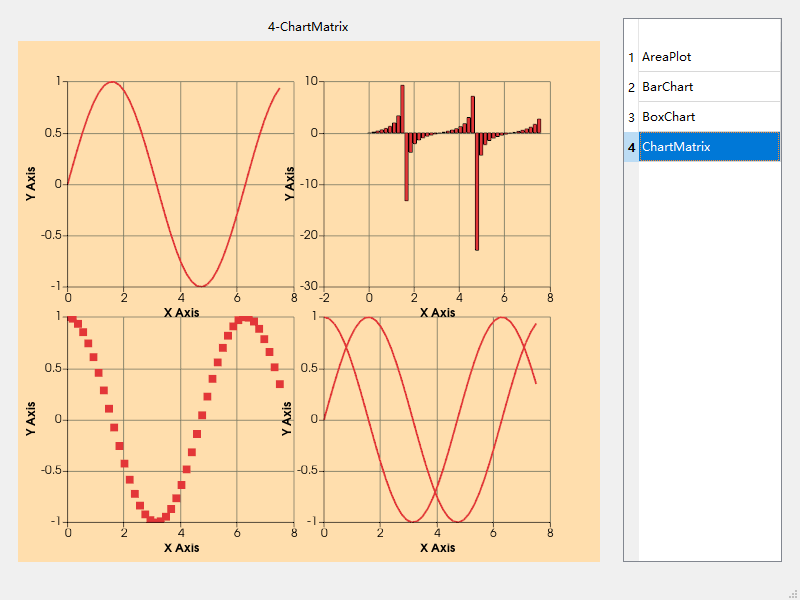 4-ChartMatrix
1 AreaPlot
2 BarChart
3 BoxChart
4 ChartMatrix
1
0.5
0
-0.5
-1
Y Axis
0 2 4 6 8
X Axis
10
0
-10
-20
-30
Y Axis
-2 0 2 4 6 8
X Axis
1
0.5
0
-0.5
-1
Y Axis
0 2 4 6 8
X Axis
1
0.5
0
-0.5
-1
Y Axis
0 2 4 6 8
X Axis